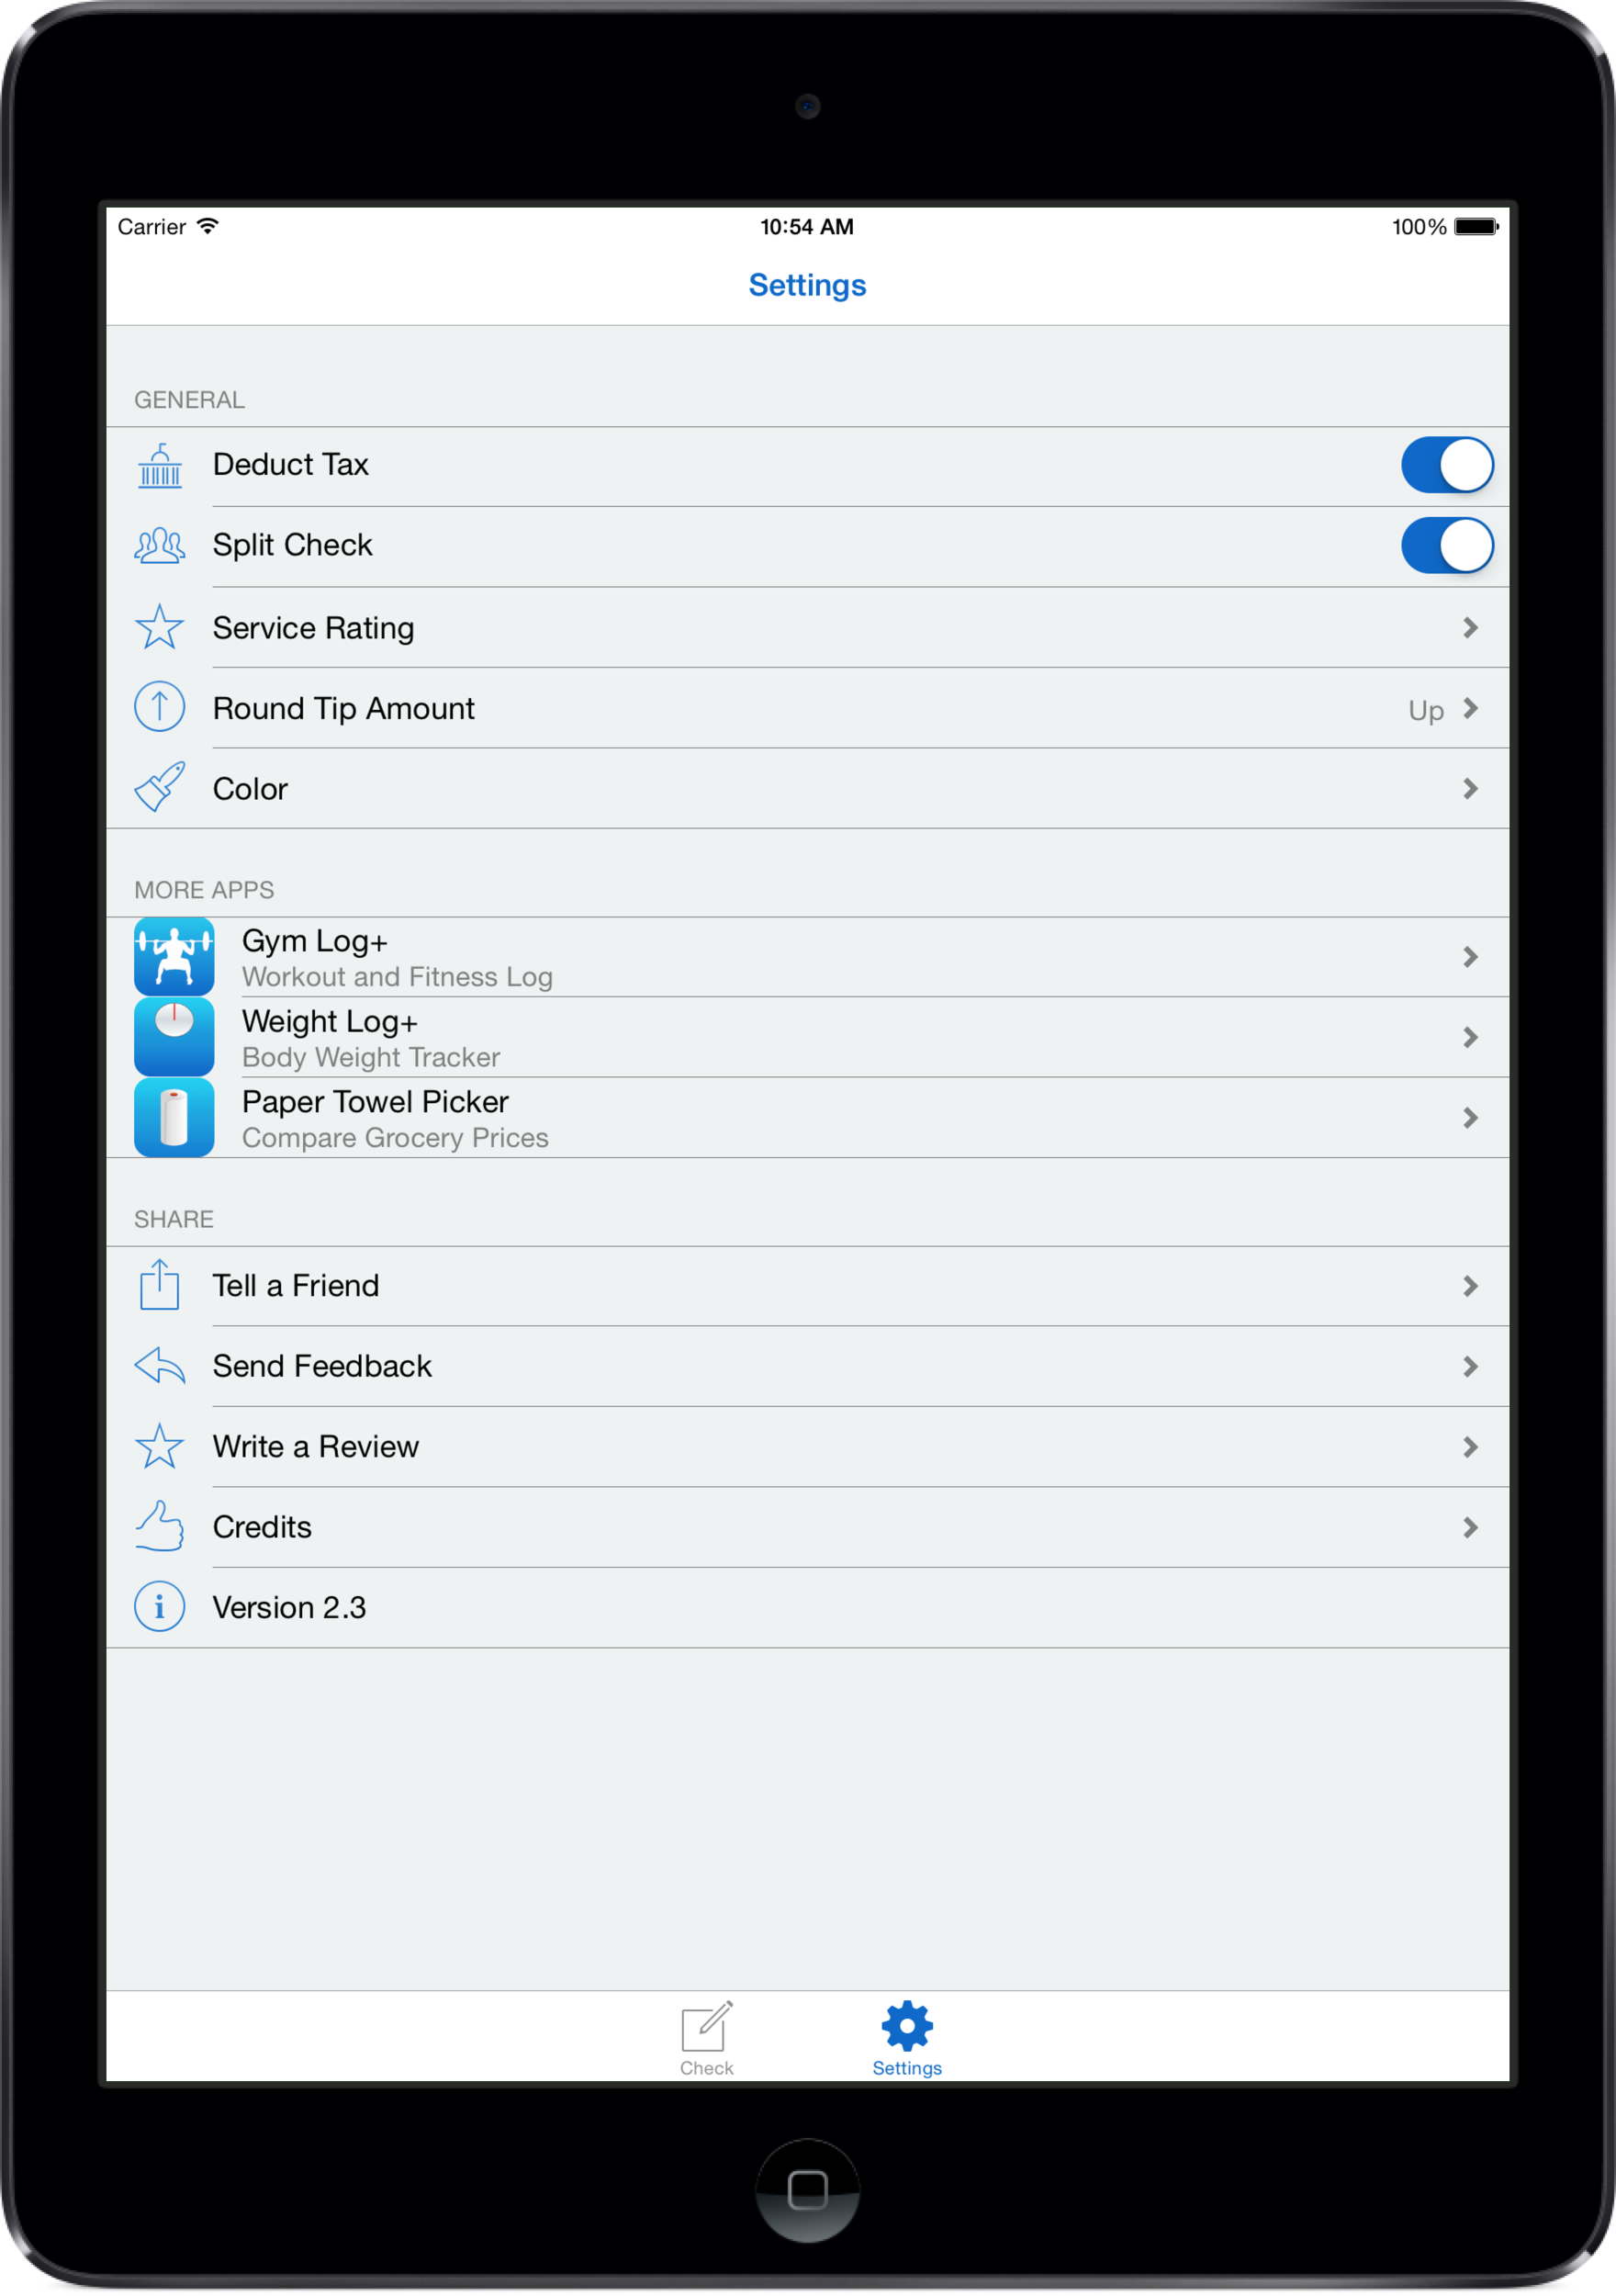 Carrier 10:54 AM 100%
Settings
GENERAL
Deduct Tax
Split Check
Service Rating
Round Tip Amount Up
Color
MORE APPS
Gym Log+
Workout and Fitness Log
Weight Log+
Body Weight Tracker
Paper Towel Picker
Compare Grocery Prices
SHARE
Tell a Friend
Send Feedback
Write a Review
Credits
Version 2.3
Check Settings